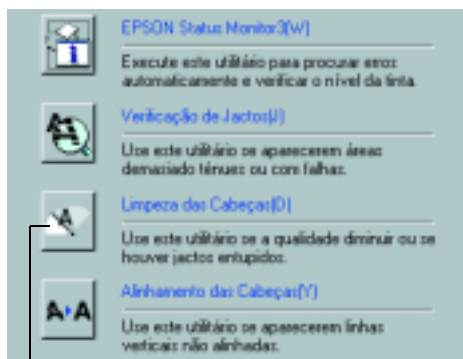 EPSON Status Monitor3(W)
Execute este utilitário para procurar erros
automaticamente e verificar o nível da tinta.
Verificação de Jactos(J)
Use este utilitário se aparecerem áreas
demasiado ténues ou com falhas.
Limpeza das Cabeças(D)
Use este utilitário se a qualidade diminuir ou se
houver jactos entupidos.
Alinhamento das Cabeças(Y)
Use este utilitário se aparecerem linhas
verticais não alinhadas.